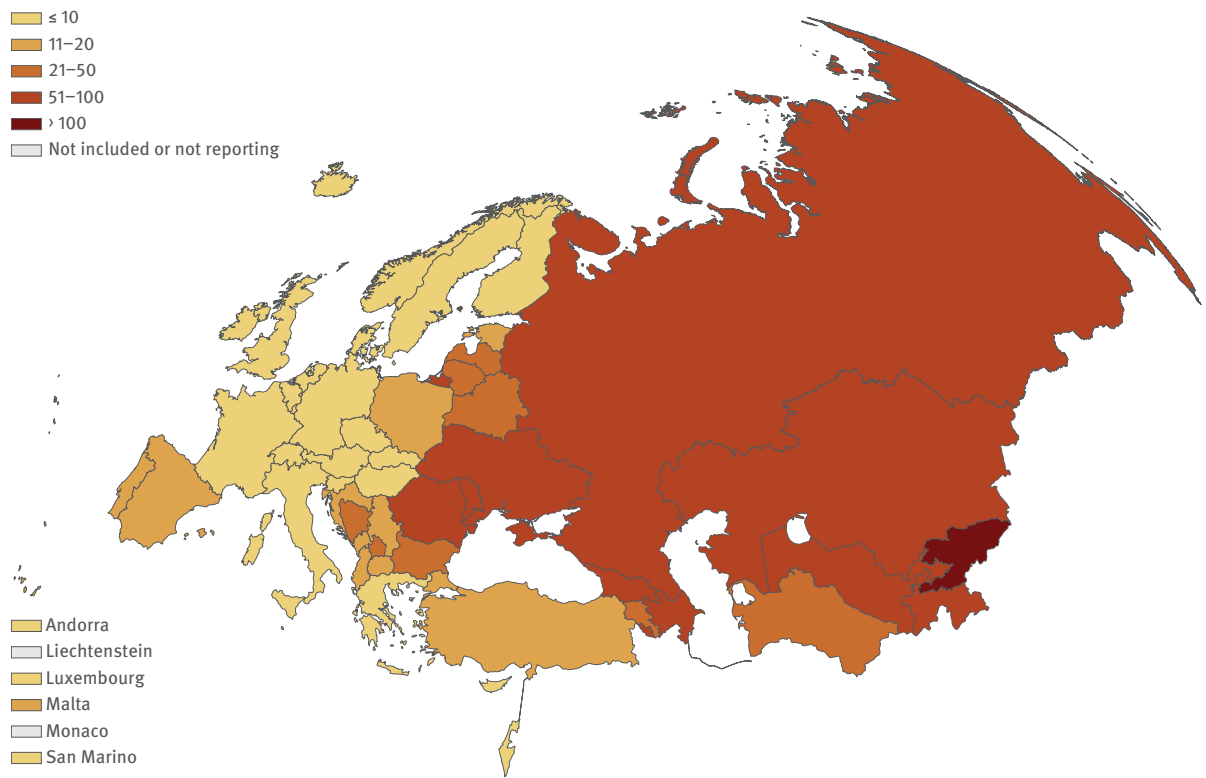 ≤ 10
11–20
21–50
51–100
› 100
Not included or not reporting
Andorra
Liechtenstein
Luxembourg
Malta
Monaco
San Marino